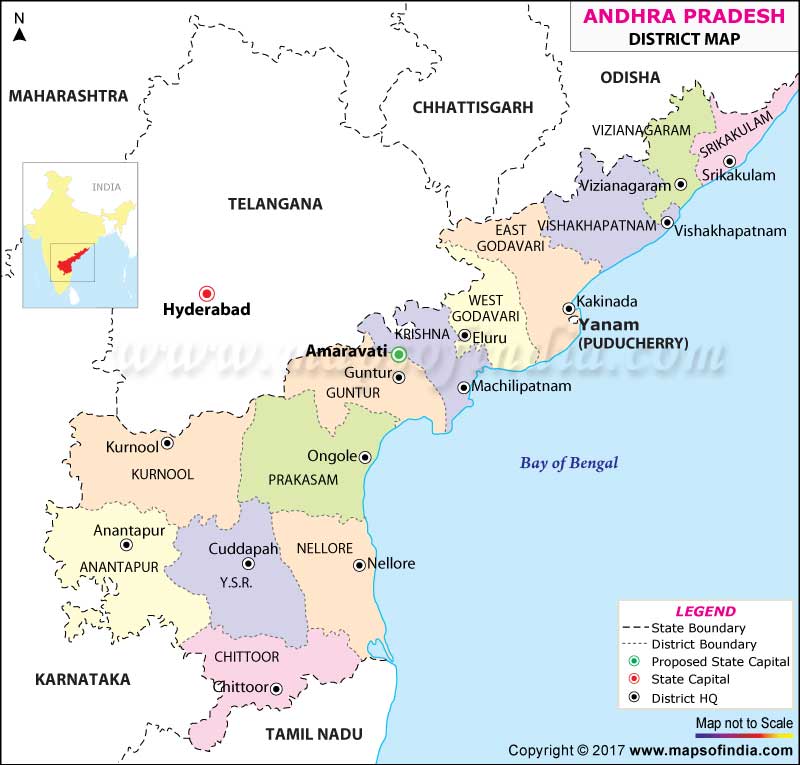 ANDHRA PRADESH
DISTRICT MAP
N
MAHARASHTRA
CHHATTISGARH
ODISHA
VIZIANAGARAM
SRIKAKULAM
Srikakulam
Vizianagaram
INDIA
TELANGANA
EAST
GODAVARI
VISHAKHAPATNAM
Vishakhapatnam
Hyderabad
WEST
GODAVARI
Kakinada
Yanam
(PUDUCHERRY)
KRISHNA
Eluru
Amaravati
www.mapsofindia.com
Guntur
GUNTUR
Machilipatnam
Kurnool
KURNOOL
Ongole
PRAKASAM
Bay of Bengal
Anantapur
ANANTAPUR
Cuddapah
Y.S.R.
NELLORE
Nellore
CHITTOOR
Chittoor
KARNATAKA
TAMIL NADU
LEGEND
State Boundary
District Boundary
Proposed State Capital
State Capital
District HQ
Map not to Scale
Copyright © 2017 www.mapsofindia.com